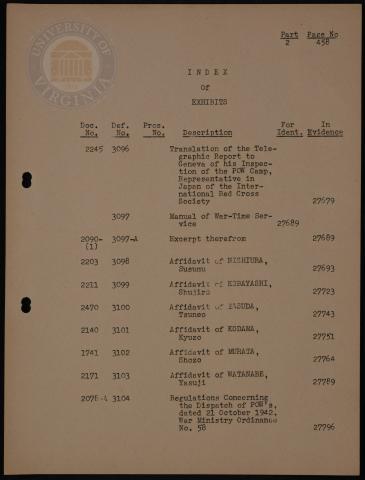 UNIVERSITY OF VIRGINIA
Part Page No
2 458
I N D E X
Of
EXHIBITS
Doc. Def. Pros. For In
No. No. No. Description Ident. Evidence
2245 3096 Translation of the Tele-
graphic Report to
Geneva of his Inspec-
tion of the POW Camp,
Representative in
Japan of the Inter-
national Red Cross
Society 27679
3097 Manual of War-Time Ser-
vice 27689
2090- 3097-A Excerpt therefrom 27689
(1)
2203 3098 Affidavit of NISHIURA,
Susumu 27693
2211 3099 Affidavit of KOBAYASHI,
Shujiro 27723
2470 3100 Affidavit of YASUDA,
Tsuneo 27743
2140 3101 Affidavit of KODAMA,
Kyuzo 27751
1741 3102 Affidavit of MURATA,
Shozo 27764
2171 3103 Affidavit of WATANABE,
Yasuji 27789
2078-4 3104 Regulations Concerning
the Dispatch of POW's,
dated 21 October 1942,
War Ministry Ordinance
No. 58 27796